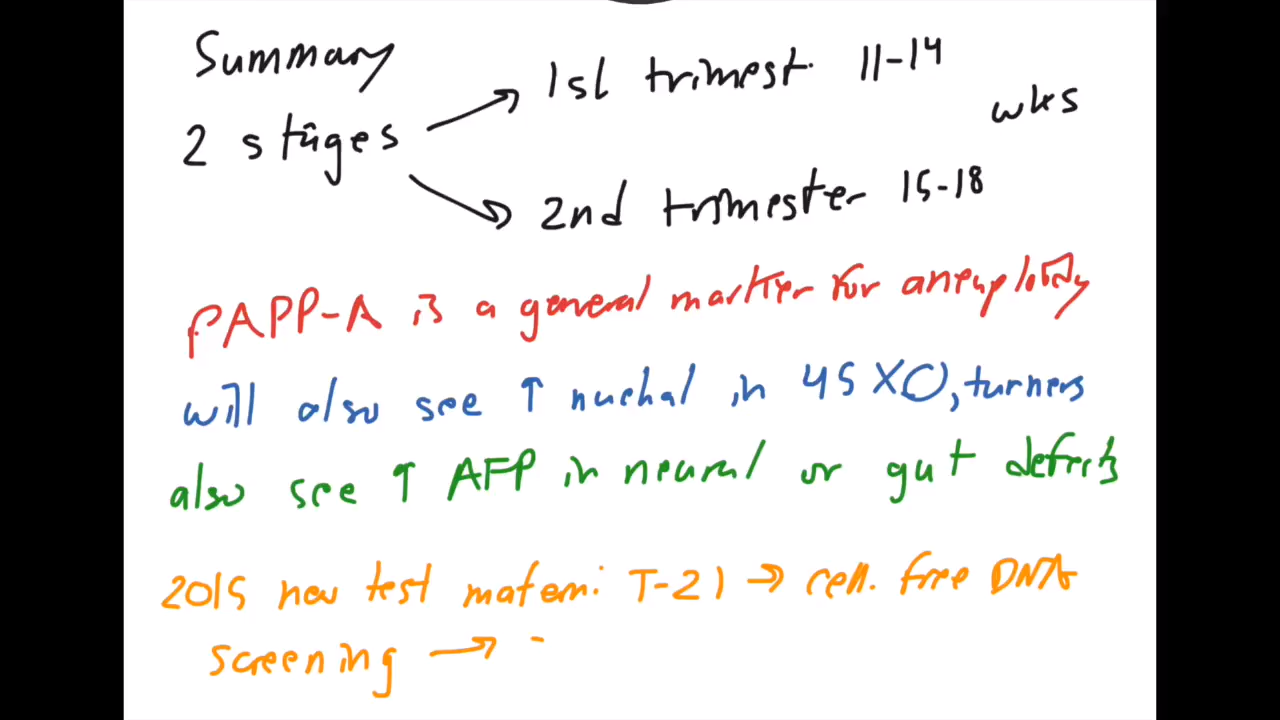 Summary
2 stages → 1st trimest. 11-14 wks
→ 2nd trimester 15-18
PAPP-A is a general marker for aneuploidy
will also see ↑ nuchal in 45 XO, turners
also see ↑ AFP in neural or gut defects
2015 new test matern: T-21 → cell. free DNA
screening →